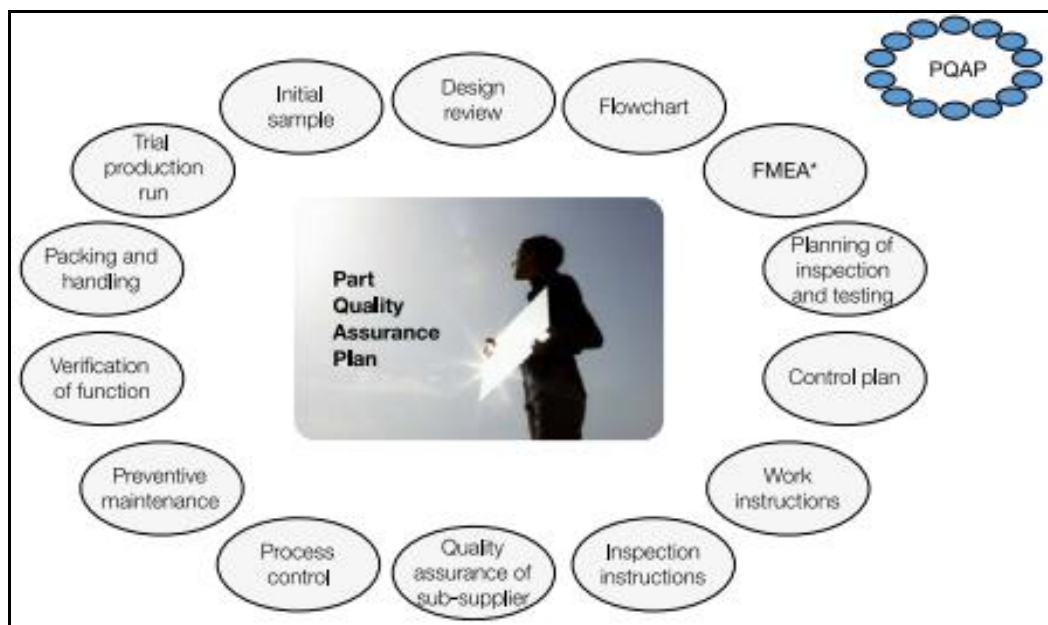 PQAP
Design
review
Flowchart
FMEA*
Planning of
inspection
and testing
Control plan
Work
instructions
Inspection
instructions
Quality
assurance of
sub-supplier
Process
control
Preventive
maintenance
Verification
of function
Packing and
handling
Trial
production
run
Initial
sample
Part
Quality
Assurance
Plan